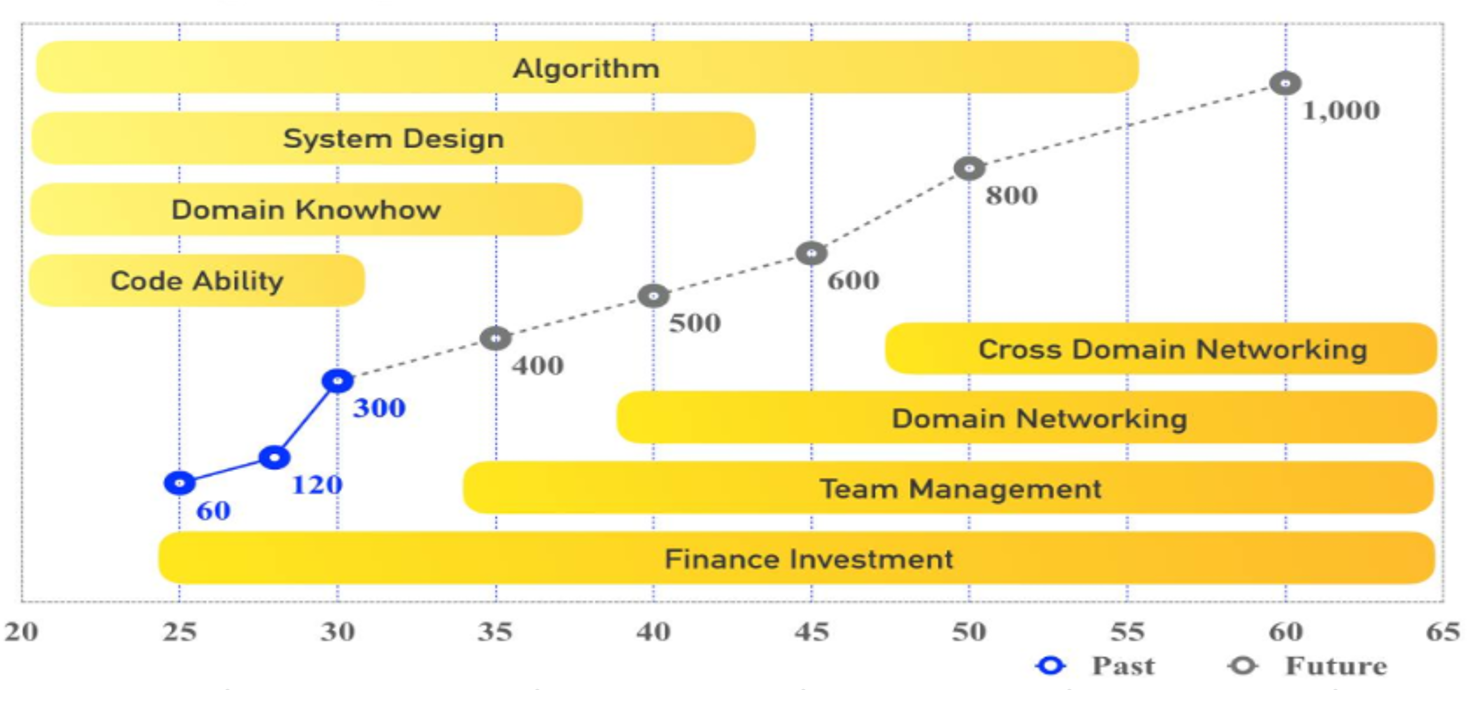 Algorithm
1,000
System Design
800
Domain Knowhow
600
Code Ability
500
Cross Domain Networking
400
300
Domain Networking
120
Team Management
60
Finance Investment
20 25 30 35 40 45 50 55 60 65
Past Future